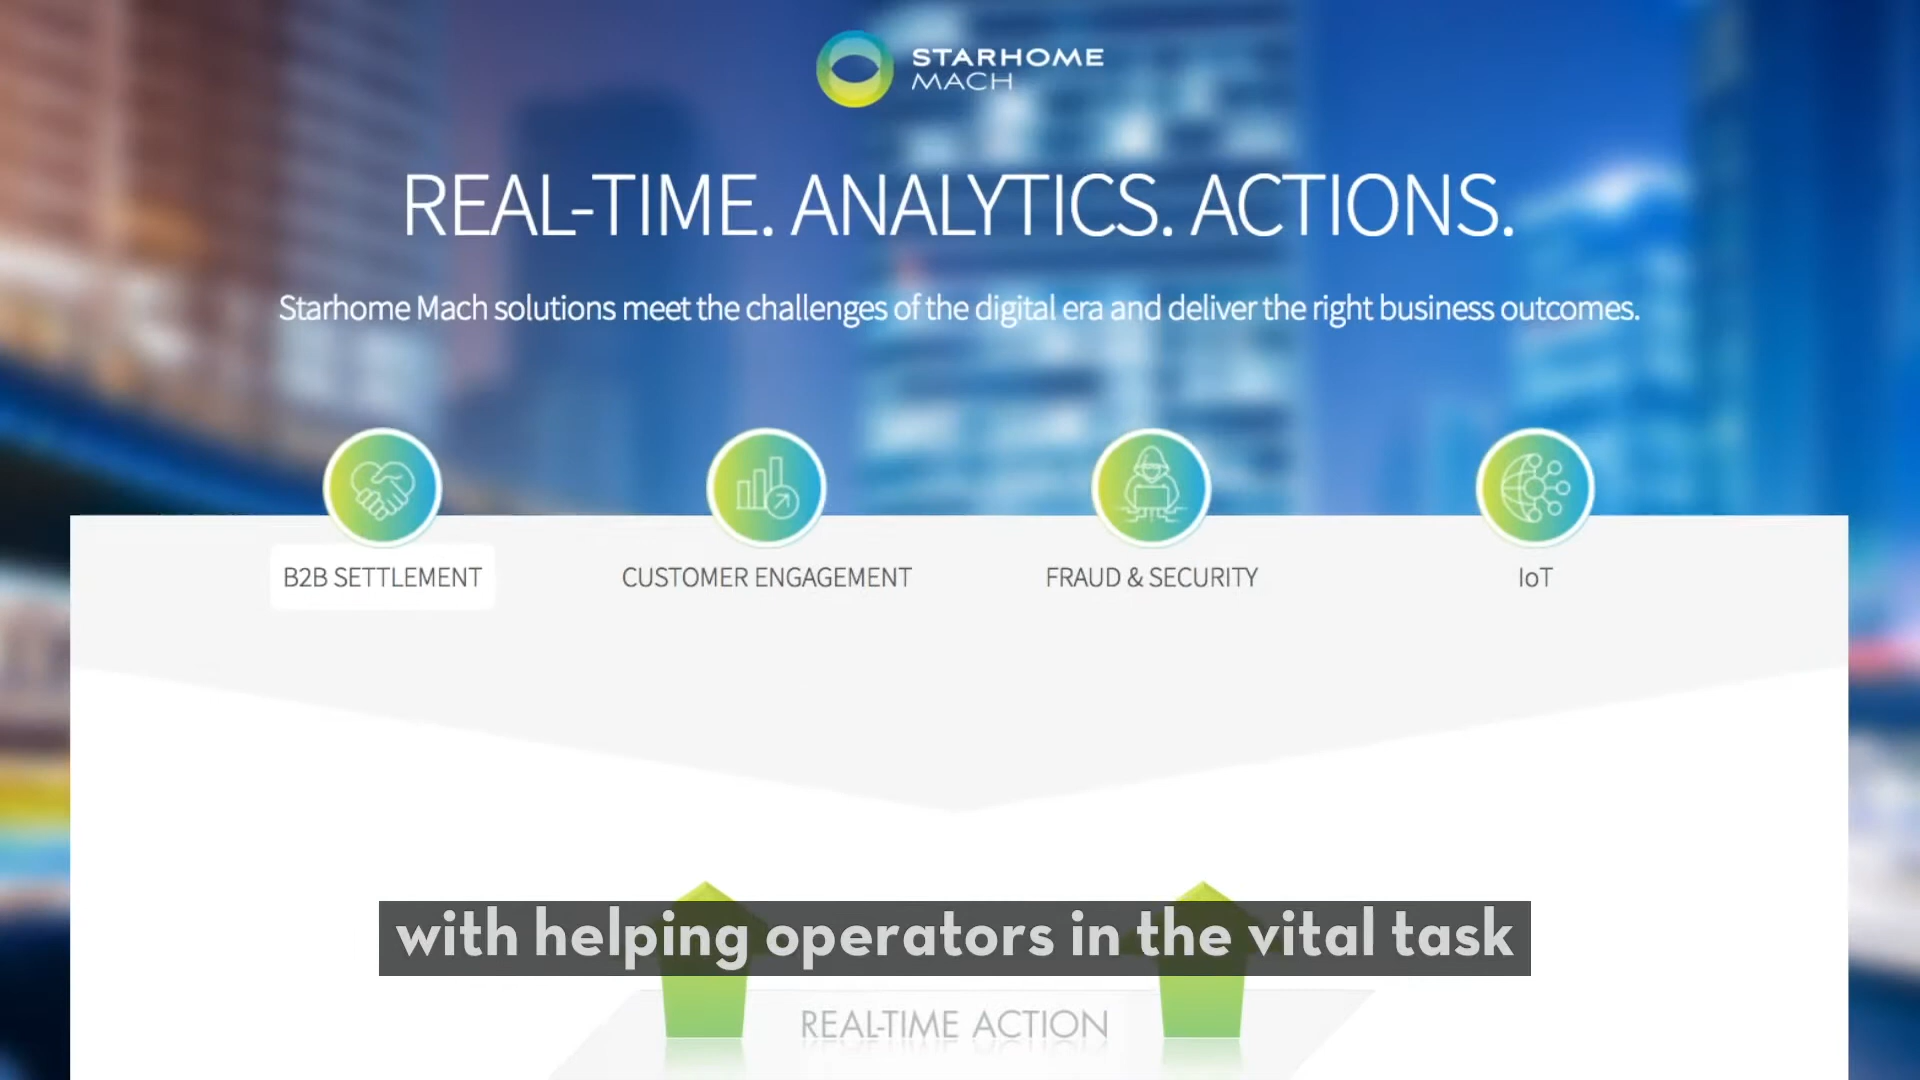 STARHOME
MACH
REAL-TIME. ANALYTICS. ACTIONS.
Starhome Mach solutions meet the challenges of the digital era and deliver the right business outcomes.
B2B SETTLEMENT
CUSTOMER ENGAGEMENT
FRAUD & SECURITY
IoT
with helping operators in the vital task
REAL-TIME ACTION